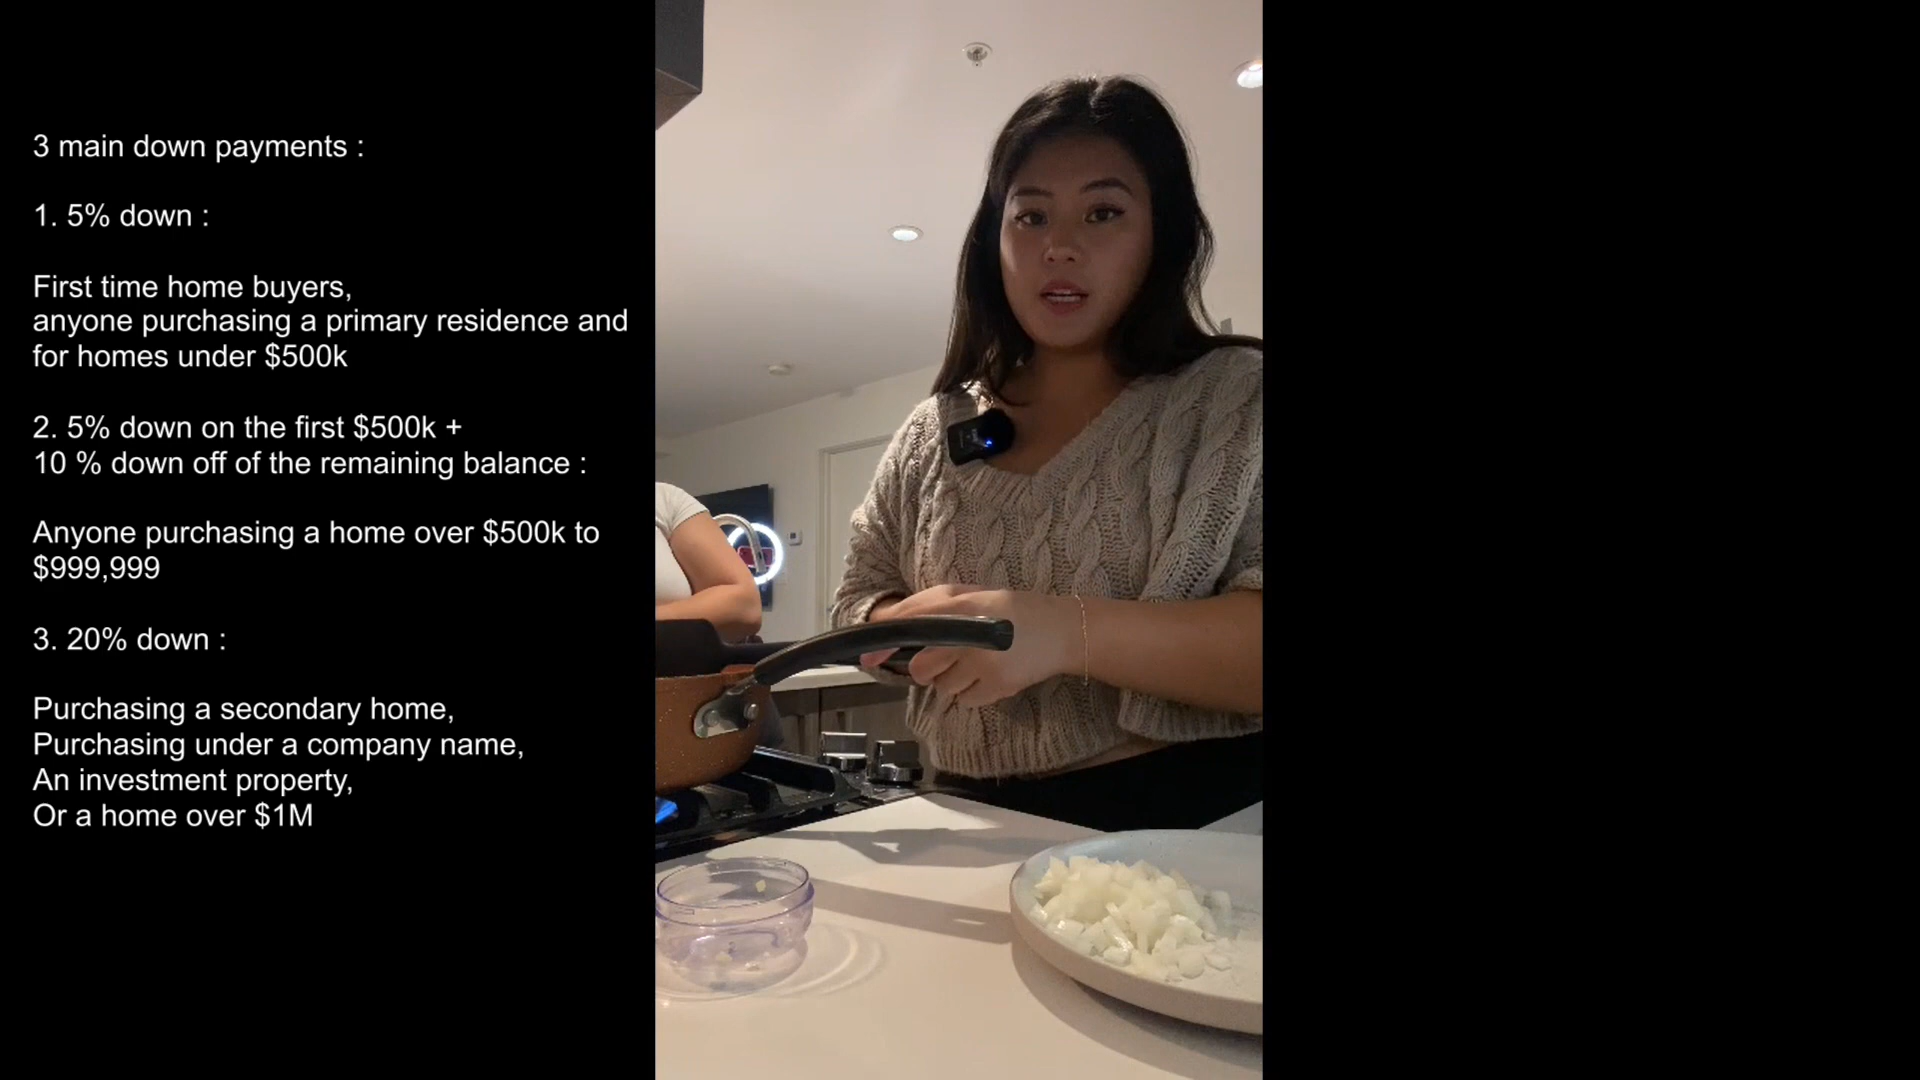 3 main down payments :
1. 5% down :
First time home buyers,
anyone purchasing a primary residence and
for homes under $500k
2. 5% down on the first $500k +
10 % down off of the remaining balance :
Anyone purchasing a home over $500k to
$999,999
3. 20% down :
Purchasing a secondary home,
Purchasing under a company name,
An investment property,
Or a home over $1M